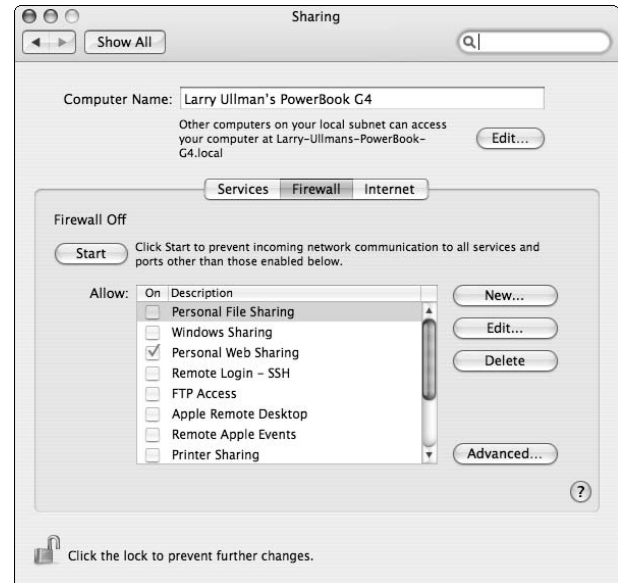 Sharing
Show All
Computer Name: Larry Ullman's PowerBook G4
Other computers on your local subnet can access
your computer at Larry-Ullmans-PowerBook-
G4.local
Edit...
Services Firewall Internet
Firewall Off
Start
Click Start to prevent incoming network communication to all services and
ports other than those enabled below.
Allow: On Description
Personal File Sharing
Windows Sharing
Personal Web Sharing
Remote Login – SSH
FTP Access
Apple Remote Desktop
Remote Apple Events
Printer Sharing
New...
Edit...
Delete
Advanced...
?
Click the lock to prevent further changes.